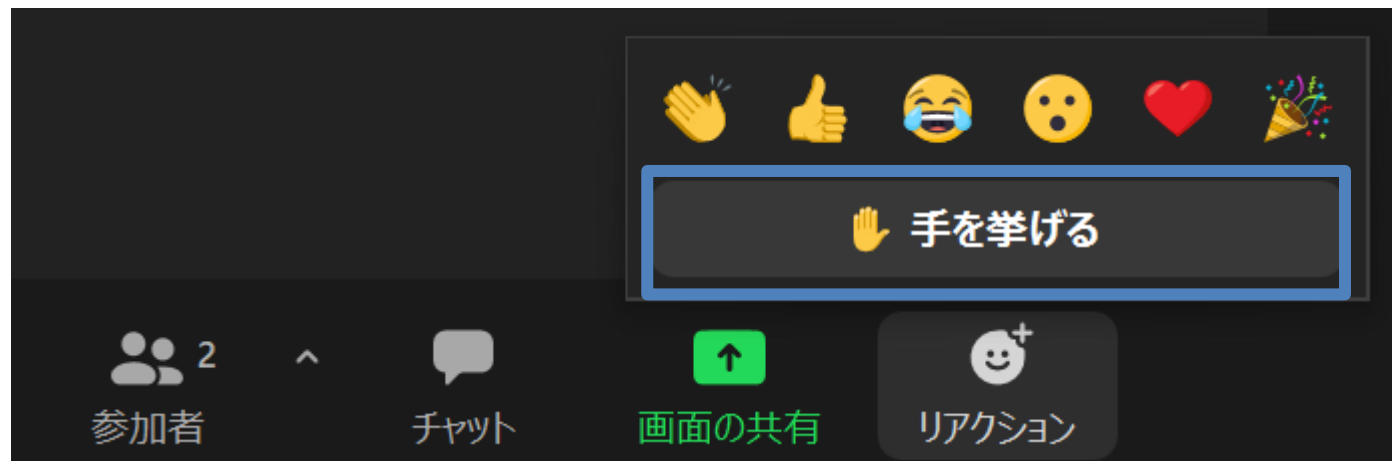 手を挙げる
2
参加者
チャット
画面の共有
リアクション